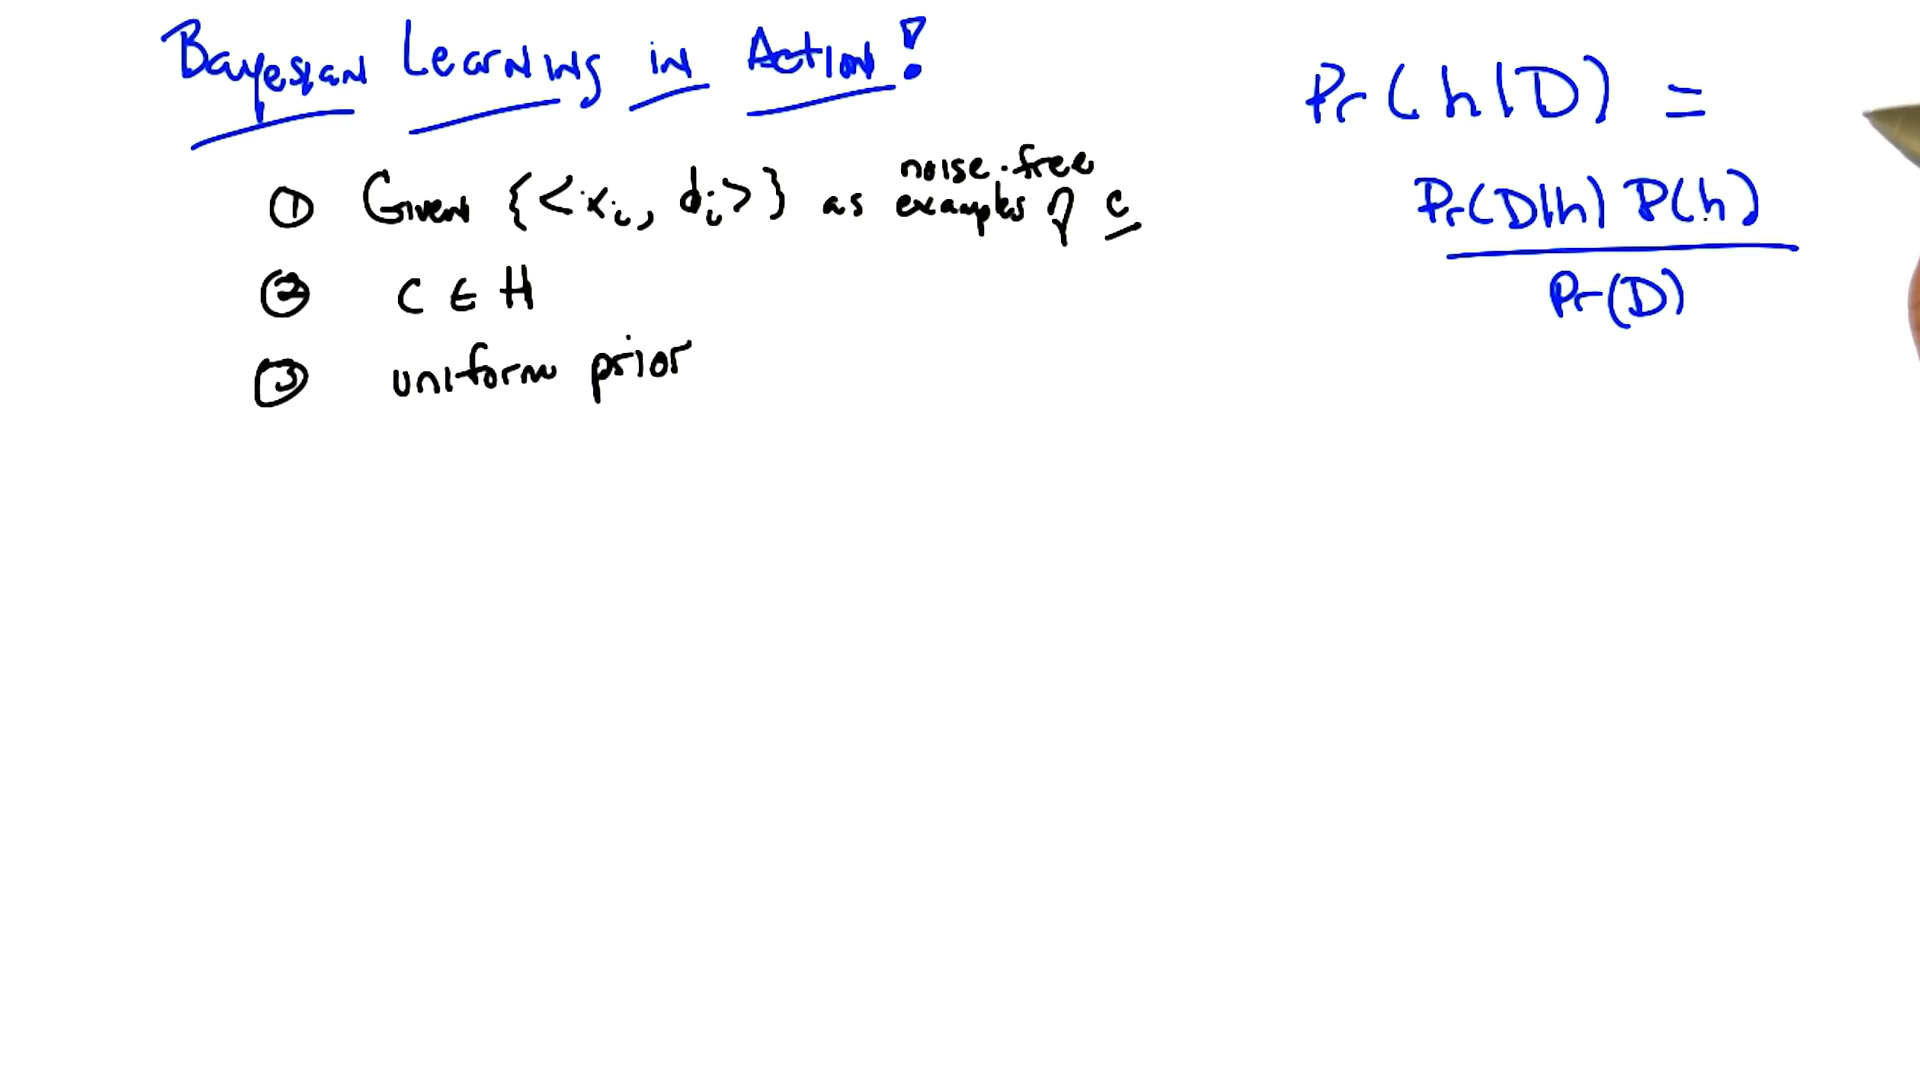 Bayesian Learning in Action!
① Given {<xᵢ, dᵢ>} as noise-free examples of c
② c ∈ H
③ uniform prior
Pr(h|D) =
Pr(D|h) P(h)
Pr(D)